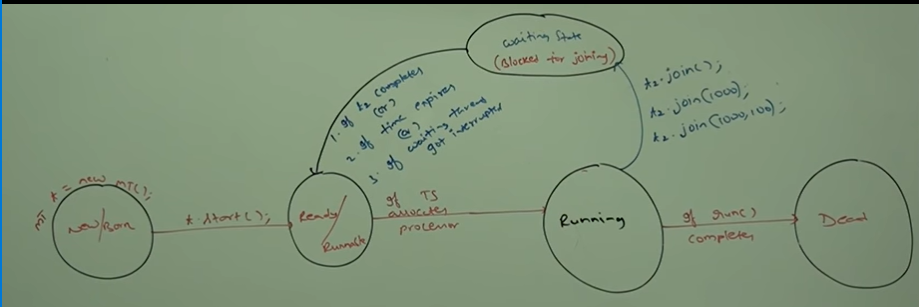 waiting state
(Blocked for joining)
t2.join();
t2.join(1000);
t2.join(1000,100);
1. If t2 completes
(or)
2. If time expires
(or)
3. If waiting thread
got interrupted
MT t = new MT();
New/Born
t.start();
Ready/
Runnable
If TS
allocates
processor
Running
If run()
completes
Dead